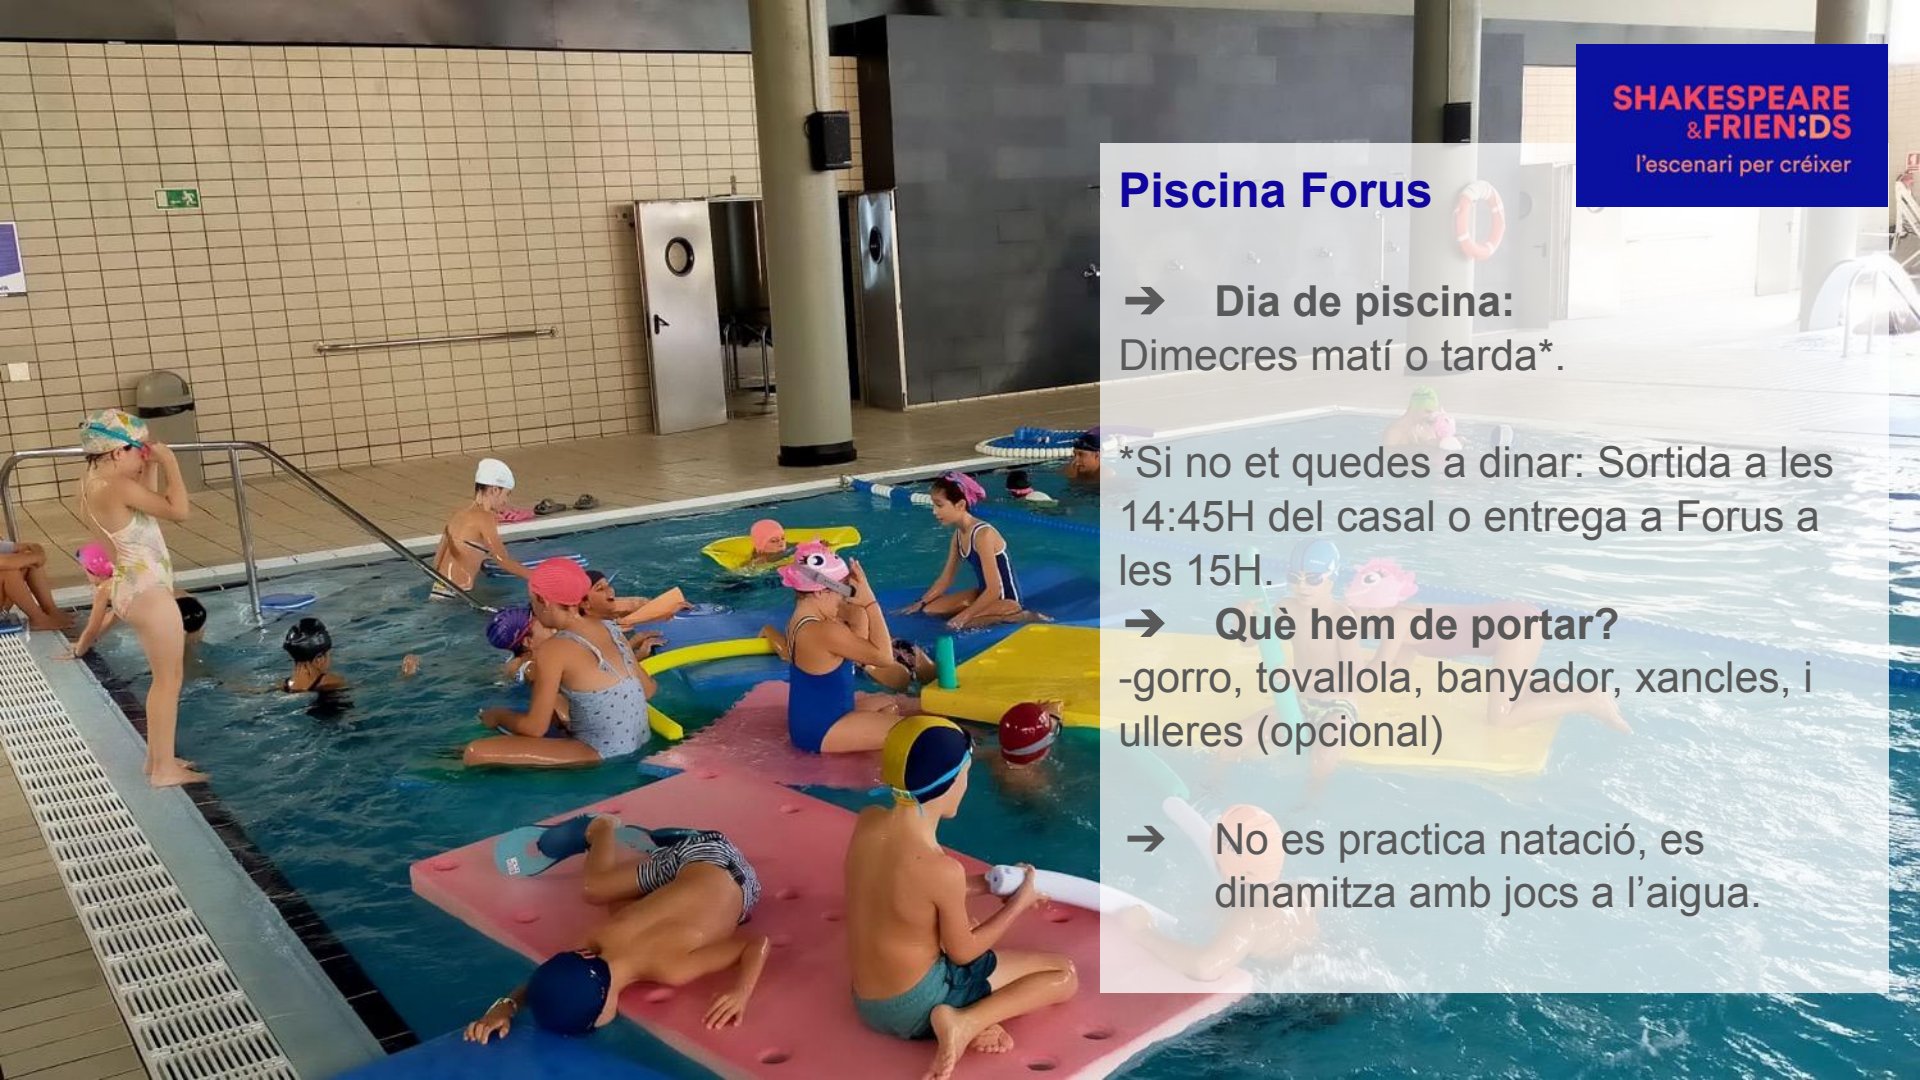 SHAKESPEARE
&FRIEN:DS
l'escenari per créixer
Piscina Forus
➔ Dia de piscina:
Dimecres matí o tarda*.
*Si no et quedes a dinar: Sortida a les
14:45H del casal o entrega a Forus a
les 15H.
➔ Què hem de portar?
-gorro, tovallola, banyador, xancles, i
ulleres (opcional)
➔ No es practica natació, es
dinamitza amb jocs a l’aigua.